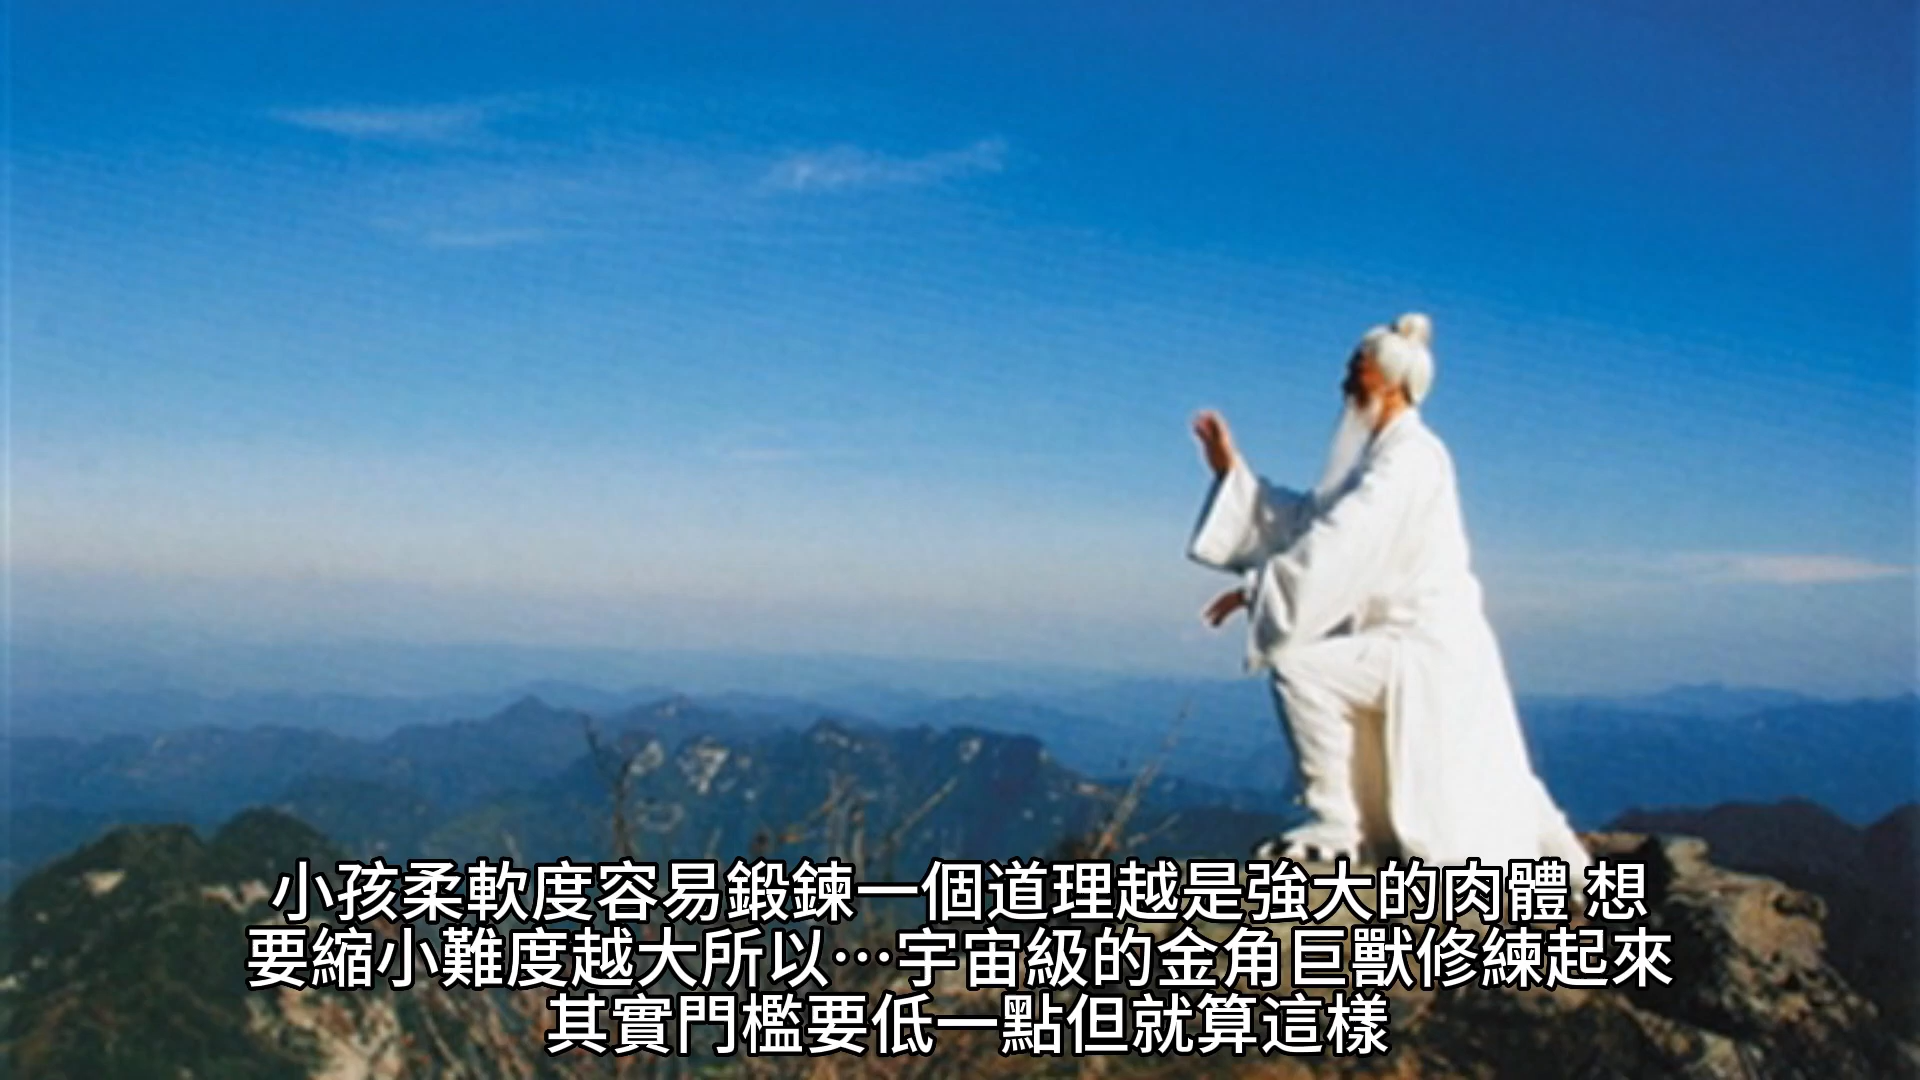 小孩柔軟度容易鍛鍊一個道理越是強大的肉體 想
要縮小難度越大所以…宇宙級的金角巨獸修練起來
其實門檻要低一點但就算這樣